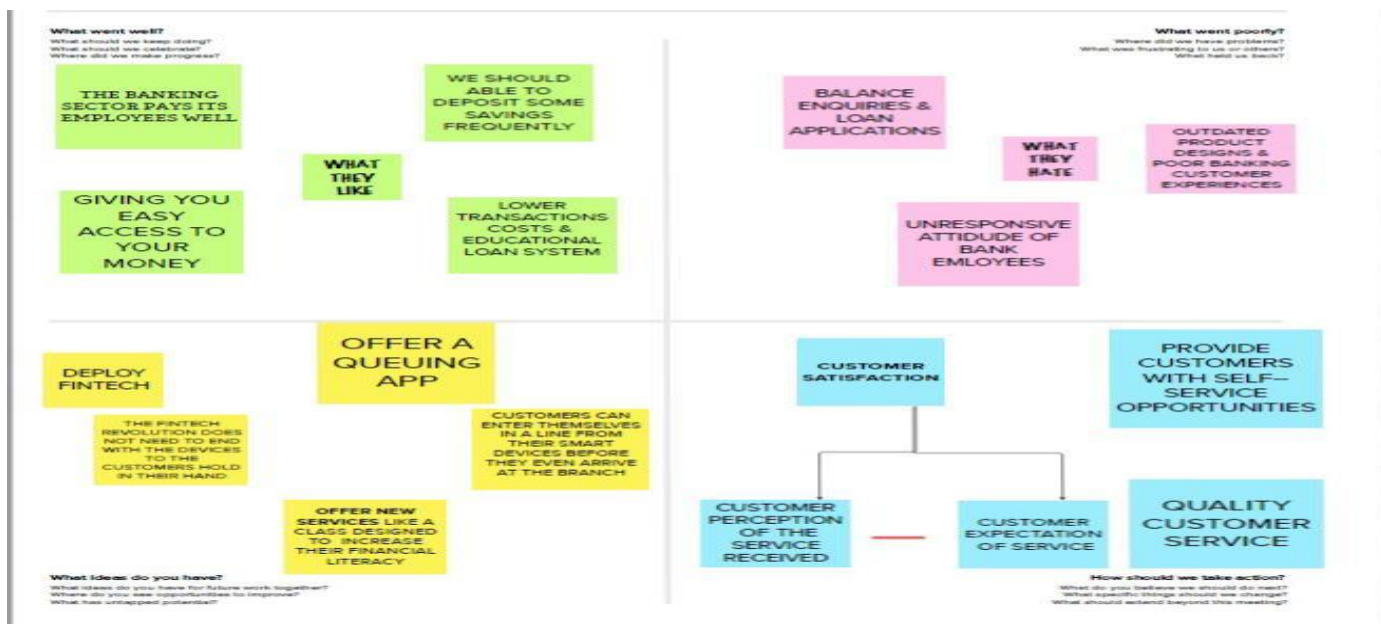 What went well?
What should we keep doing?
What should we celebrate?
Where did we make progress?
THE BANKING
SECTOR PAYS ITS
EMPLOYEES WELL
WE SHOULD
ABLE TO
DEPOSIT SOME
SAVINGS
FREQUENTLY
WHAT
THEY
LIKE
GIVING YOU
EASY
ACCESS TO
YOUR
MONEY
LOWER
TRANSACTIONS
COSTS &
EDUCATIONAL
LOAN SYSTEM
What went poorly?
Where did we have problems?
What was frustrating to us or others?
What held us back?
BALANCE
ENQUIRIES &
LOAN
APPLICATIONS
WHAT
THEY
HATE
OUTDATED
PRODUCT
DESIGNS &
POOR BANKING
CUSTOMER
EXPERIENCES
UNRESPONSIVE
ATTIDUDE OF
BANK
EMLOYEES
OFFER A
QUEUING
APP
DEPLOY
FINTECH
THE FINTECH
REVOLUTION DOES
NOT NEED TO END
WITH THE DEVICES
TO THE
CUSTOMERS HOLD
IN THEIR HAND
CUSTOMERS CAN
ENTER THEMSELVES
IN A LINE FROM
THEIR SMART
DEVICES BEFORE
THEY EVEN ARRIVE
AT THE BRANCH
OFFER NEW
SERVICES LIKE A
CLASS DESIGNED
TO INCREASE
THEIR FINANCIAL
LITERACY
What ideas do you have?
What ideas do you have for future work together?
Where do you see opportunities to improve?
What has untapped potential?
CUSTOMER
SATISFACTION
PROVIDE
CUSTOMERS
WITH SELF--
SERVICE
OPPORTUNITIES
CUSTOMER
PERCEPTION
OF THE
SERVICE
RECEIVED
CUSTOMER
EXPECTATION
OF SERVICE
QUALITY
CUSTOMER
SERVICE
How should we take action?
What do you believe we should do next?
What specific things should we change?
What should extend beyond this meeting?